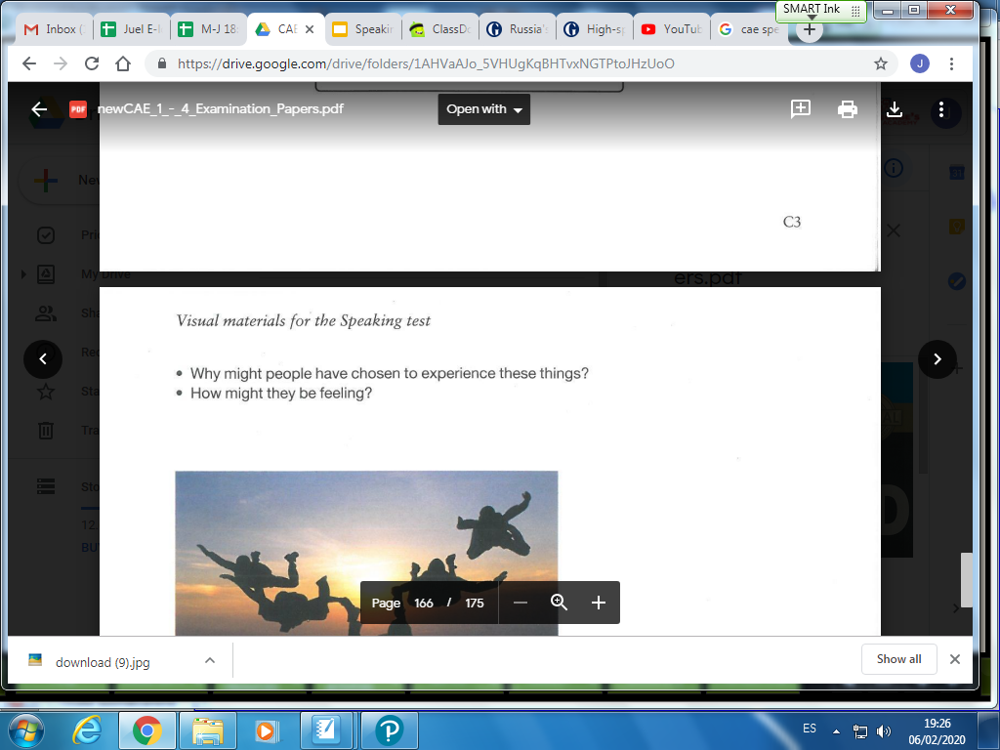 SMART Ink
Inbox (
Juel E-l
M-J 18:
CAE
Speakin
ClassDo
Russia'
High-s
YouTub
cae spe
https://drive.google.com/drive/folders/1AHVaAJo_5VHUgKqBHTvxNGTPtoJHzUoO
J
PDF
newCAE_1_-_4_Examination_Papers.pdf
Open with
Ne
Pri
My Drive
Sha
Re
Sta
Tra
Sto
12.
BU
ers.pdf
C3
Visual materials for the Speaking test
• Why might people have chosen to experience these things?
• How might they be feeling?
Page 166 / 175
download (9).jpg
Show all
ES
19:26
06/02/2020